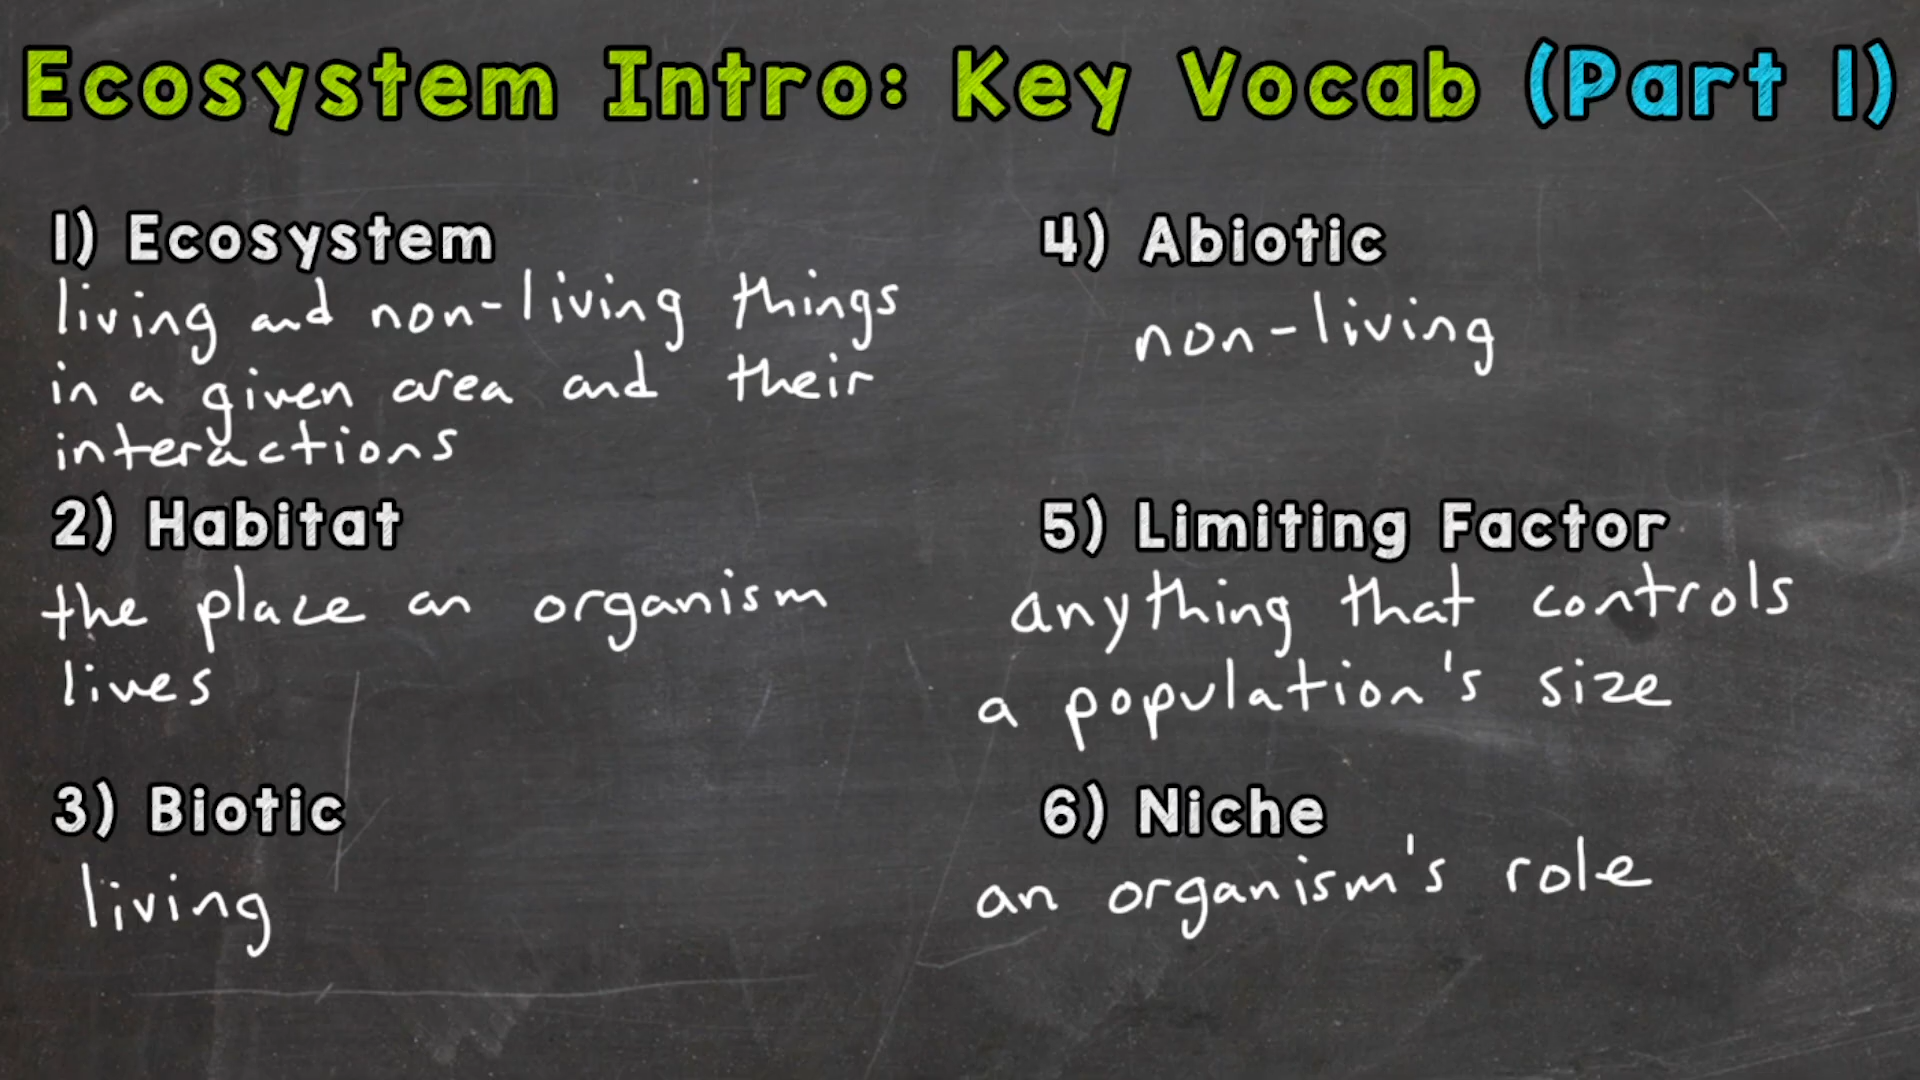 Ecosystem Intro: Key Vocab (Part 1)
1) Ecosystem
living and non-living things
in a given area and their
interactions
2) Habitat
the place an organism
lives
3) Biotic
living
4) Abiotic
non-living
5) Limiting Factor
anything that controls
a population's size
6) Niche
an organism's role